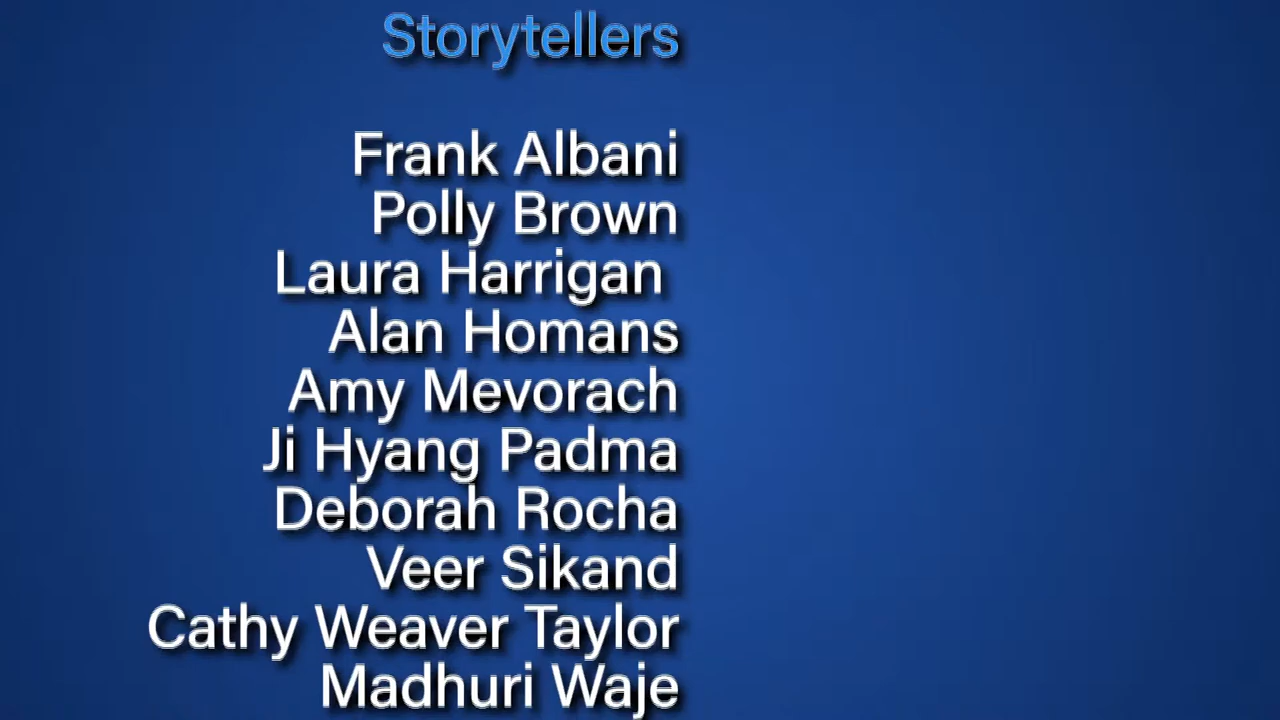 Storytellers
Frank Albani
Polly Brown
Laura Harrigan
Alan Homans
Amy Mevorach
Ji Hyang Padma
Deborah Rocha
Veer Sikand
Cathy Weaver Taylor
Madhuri Waje